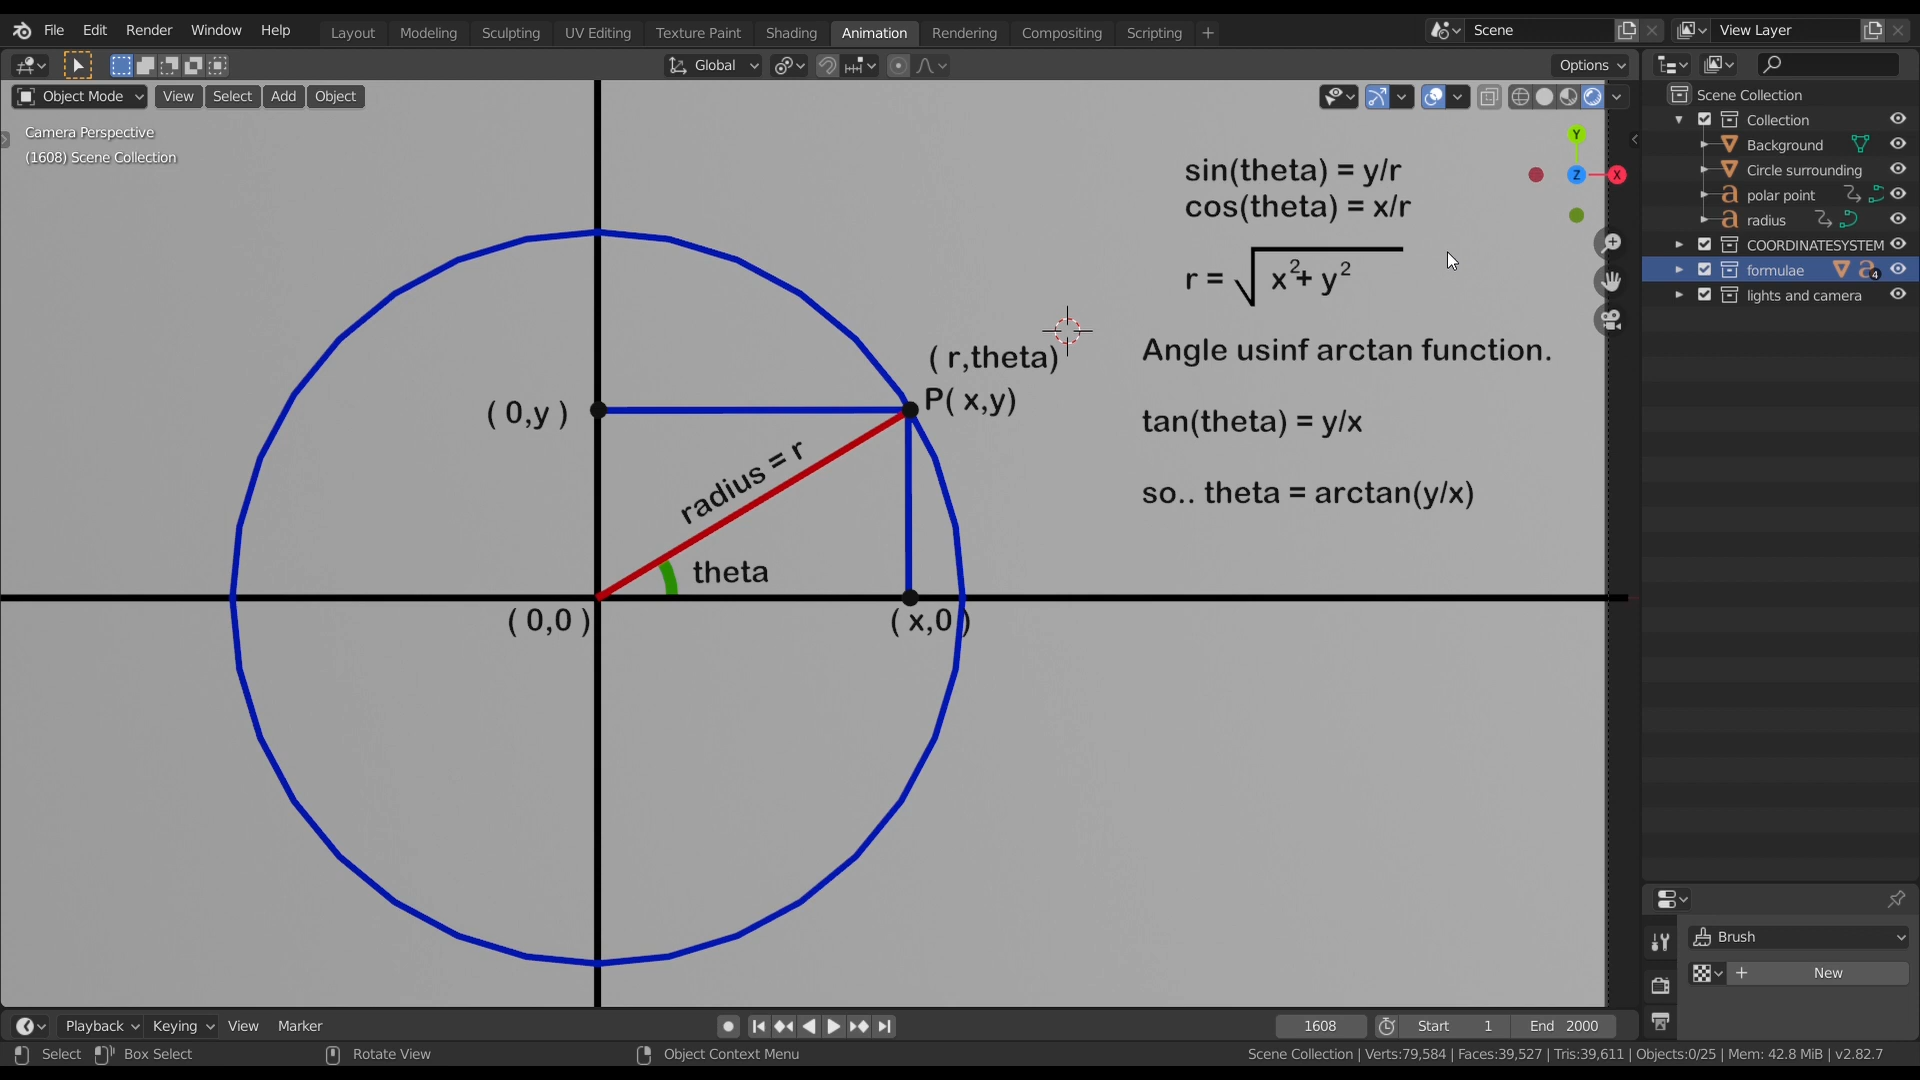 File Edit Render Window Help Layout Modeling Sculpting UV Editing Texture Paint Shading Animation Rendering Compositing Scripting + Scene View Layer
Global Options
Object Mode View Select Add Object
Camera Perspective
(1608) Scene Collection
Y
Z X
sin(theta) = y/r
cos(theta) = x/r
r = √ x2+ y2
( r,theta)
Angle usinf arctan function.
P( x,y)
( 0,y )
tan(theta) = y/x
radius = r
so.. theta = arctan(y/x)
theta
( 0,0 )
( x,0 )
Scene Collection
Collection
Background
Circle surrounding
polar point
radius
COORDINATESYSTEM
formulae 4
lights and camera
Brush
+ New
Playback Keying View Marker 1608 Start 1 End 2000
Select Box Select Rotate View Object Context Menu Scene Collection | Verts:79,584 | Faces:39,527 | Tris:39,611 | Objects:0/25 | Mem: 42.8 MiB | v2.82.7